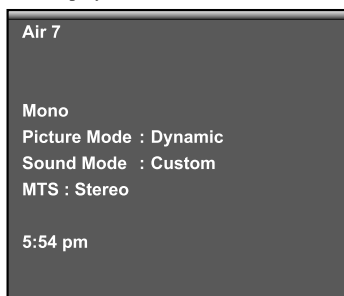 Air 7
Mono
Picture Mode : Dynamic
Sound Mode : Custom
MTS : Stereo
5:54 pm